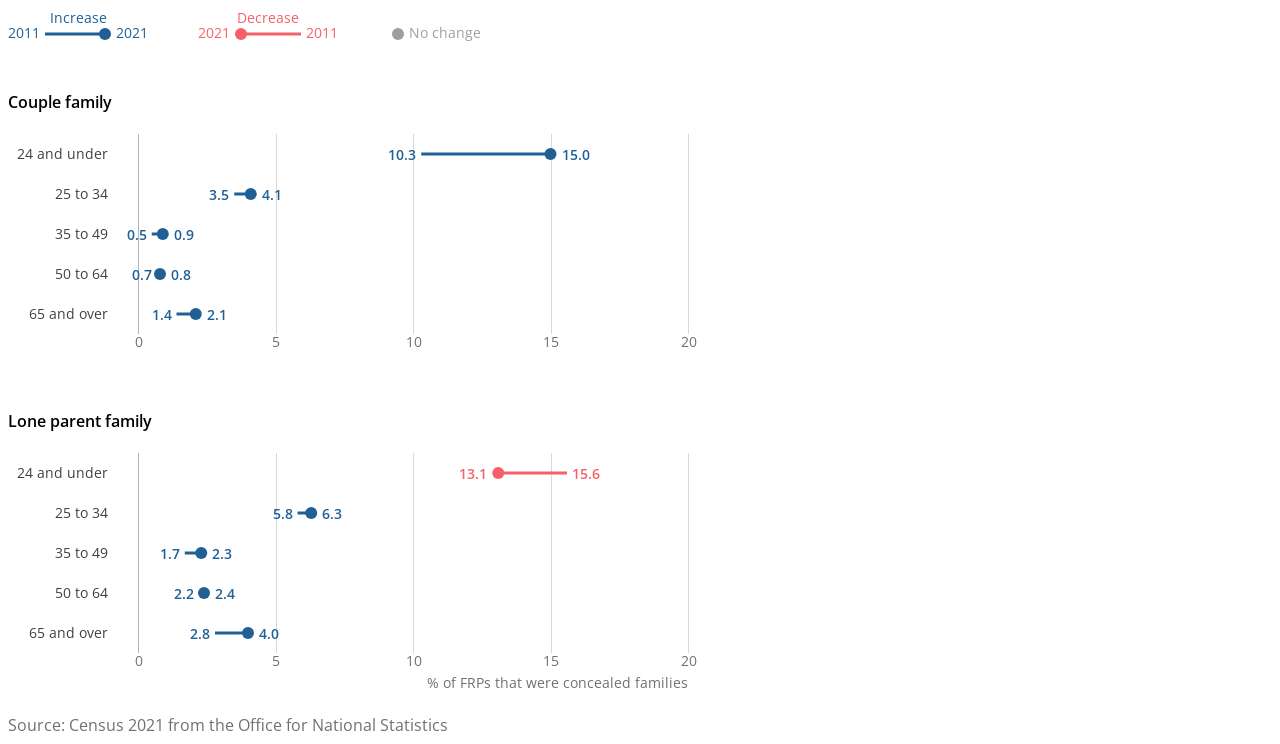 Increase
Decrease
2011 2021
2021 2011
No change
Couple family
24 and under 10.3 15.0
25 to 34 3.5 4.1
35 to 49 0.5 0.9
50 to 64 0.7 0.8
65 and over 1.4 2.1
0 5 10 15 20
Lone parent family
24 and under 13.1 15.6
25 to 34 5.8 6.3
35 to 49 1.7 2.3
50 to 64 2.2 2.4
65 and over 2.8 4.0
0 5 10 15 20
% of FRPs that were concealed families
Source: Census 2021 from the Office for National Statistics